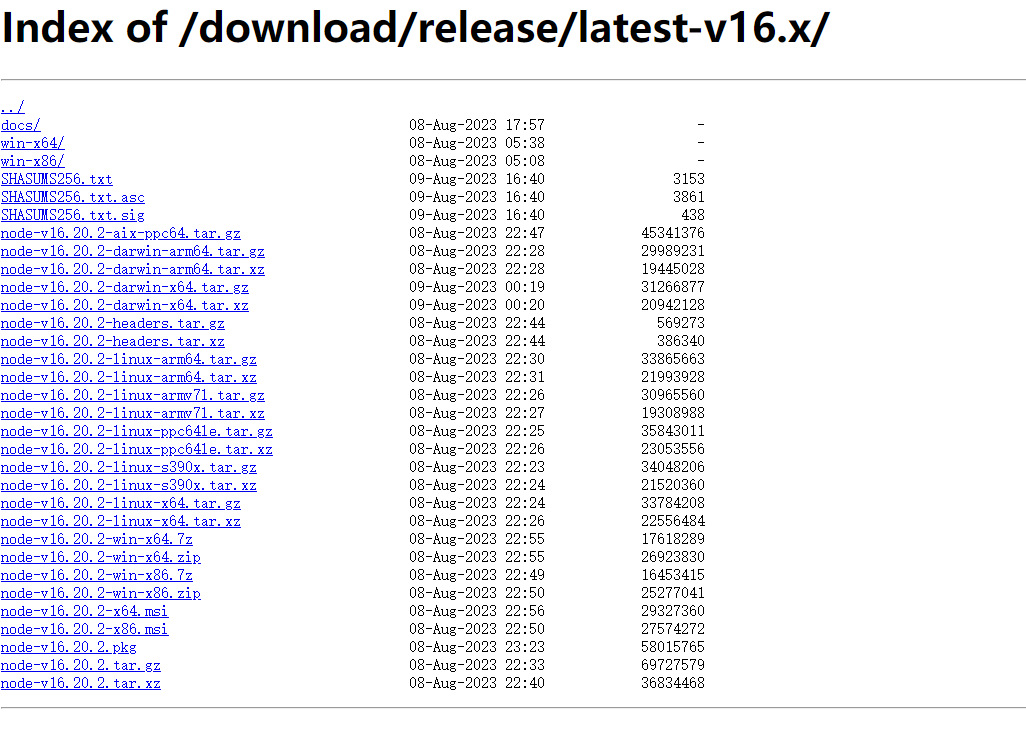 Index of /download/release/latest-v16.x/
../
docs/ 08-Aug-2023 17:57 -
win-x64/ 08-Aug-2023 05:38 -
win-x86/ 08-Aug-2023 05:08 -
SHASUMS256.txt 09-Aug-2023 16:40 3153
SHASUMS256.txt.asc 09-Aug-2023 16:40 3861
SHASUMS256.txt.sig 09-Aug-2023 16:40 438
node-v16.20.2-aix-ppc64.tar.gz 08-Aug-2023 22:47 45341376
node-v16.20.2-darwin-arm64.tar.gz 08-Aug-2023 22:28 29989231
node-v16.20.2-darwin-arm64.tar.xz 08-Aug-2023 22:28 19445028
node-v16.20.2-darwin-x64.tar.gz 09-Aug-2023 00:19 31266877
node-v16.20.2-darwin-x64.tar.xz 09-Aug-2023 00:20 20942128
node-v16.20.2-headers.tar.gz 08-Aug-2023 22:44 569273
node-v16.20.2-headers.tar.xz 08-Aug-2023 22:44 386340
node-v16.20.2-linux-arm64.tar.gz 08-Aug-2023 22:30 33865663
node-v16.20.2-linux-arm64.tar.xz 08-Aug-2023 22:31 21993928
node-v16.20.2-linux-armv7l.tar.gz 08-Aug-2023 22:26 30965560
node-v16.20.2-linux-armv7l.tar.xz 08-Aug-2023 22:27 19308988
node-v16.20.2-linux-ppc64le.tar.gz 08-Aug-2023 22:25 35843011
node-v16.20.2-linux-ppc64le.tar.xz 08-Aug-2023 22:26 23053556
node-v16.20.2-linux-s390x.tar.gz 08-Aug-2023 22:23 34048206
node-v16.20.2-linux-s390x.tar.xz 08-Aug-2023 22:24 21520360
node-v16.20.2-linux-x64.tar.gz 08-Aug-2023 22:24 33784208
node-v16.20.2-linux-x64.tar.xz 08-Aug-2023 22:26 22556484
node-v16.20.2-win-x64.7z 08-Aug-2023 22:55 17618289
node-v16.20.2-win-x64.zip 08-Aug-2023 22:55 26923830
node-v16.20.2-win-x86.7z 08-Aug-2023 22:49 16453415
node-v16.20.2-win-x86.zip 08-Aug-2023 22:50 25277041
node-v16.20.2-x64.msi 08-Aug-2023 22:56 29327360
node-v16.20.2-x86.msi 08-Aug-2023 22:50 27574272
node-v16.20.2.pkg 08-Aug-2023 23:23 58015765
node-v16.20.2.tar.gz 08-Aug-2023 22:33 69727579
node-v16.20.2.tar.xz 08-Aug-2023 22:40 36834468